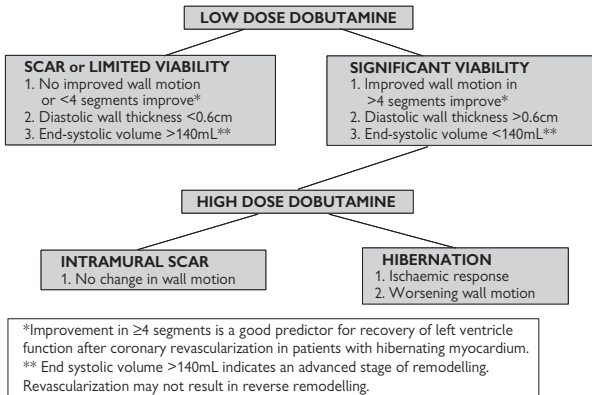 LOW DOSE DOBUTAMINE
SCAR or LIMITED VIABILITY
1. No improved wall motion
or <4 segments improve*
2. Diastolic wall thickness <0.6cm
3. End-systolic volume >140mL**
SIGNIFICANT VIABILITY
1. Improved wall motion in
>4 segments improve*
2. Diastolic wall thickness >0.6cm
3. End-systolic volume <140mL**
HIGH DOSE DOBUTAMINE
INTRAMURAL SCAR
1. No change in wall motion
HIBERNATION
1. Ischaemic response
2. Worsening wall motion
*Improvement in ≥4 segments is a good predictor for recovery of left ventricle
function after coronary revascularization in patients with hibernating myocardium.
** End systolic volume >140mL indicates an advanced stage of remodelling.
Revascularization may not result in reverse remodelling.